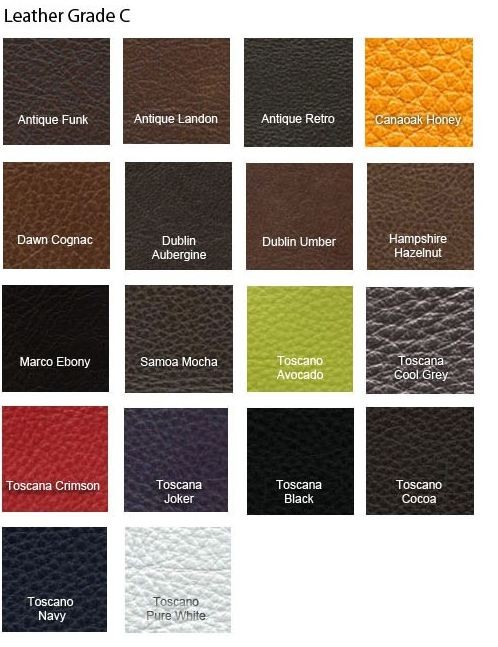 Leather Grade C
Antique Funk
Antique Landon
Antique Retro
Canaoak Honey
Dawn Cognac
Dublin
Aubergine
Dublin Umber
Hampshire
Hazelnut
Marco Ebony
Samoa Mocha
Toscano
Avocado
Toscana
Cool Grey
Toscana Crimson
Toscana
Joker
Toscana
Black
Toscano
Cocoa
Toscano
Navy
Toscano
Pure White